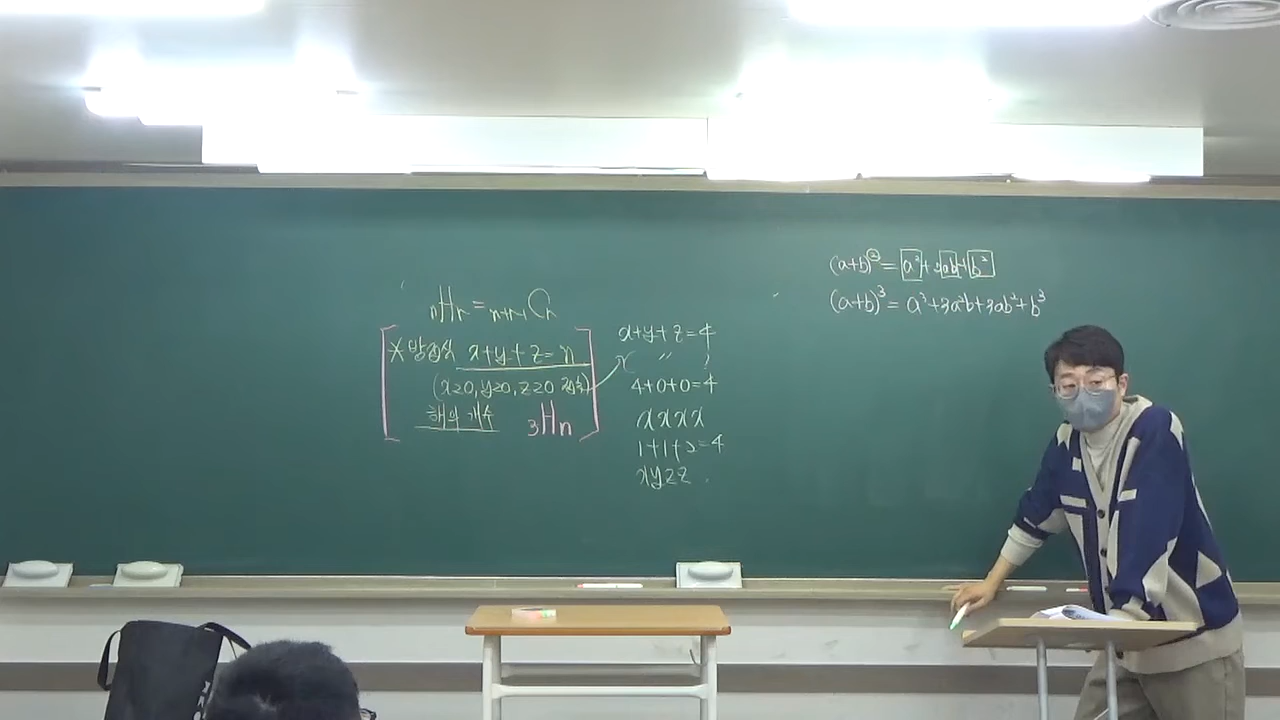 nHr = n+r-1Cr
* 방정식 x+y+z=n
(x≥0, y≥0, z≥0 정수)
해의 개수 3Hn
x+y+z=4
4+0+0=4
xxxx
1+1+2=4
xyzz
(a+b)²=a²+2ab+b²
(a+b)³=a³+3a²b+3ab²+b³